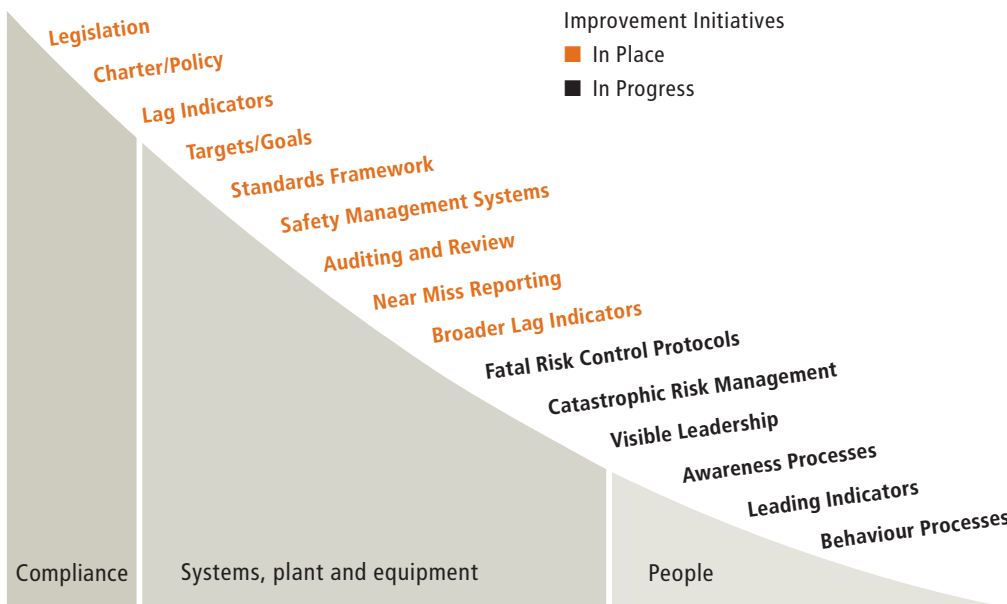 Improvement Initiatives
In Place
In Progress
Legislation
Charter/Policy
Lag Indicators
Targets/Goals
Standards Framework
Safety Management Systems
Auditing and Review
Near Miss Reporting
Broader Lag Indicators
Fatal Risk Control Protocols
Catastrophic Risk Management
Visible Leadership
Awareness Processes
Leading Indicators
Behaviour Processes
Compliance
Systems, plant and equipment
People